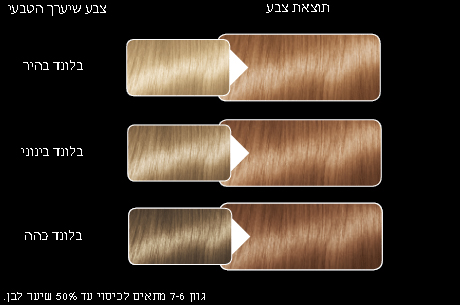 צבע שיערך הטבעי
תוצאת צבע
בלונד בהיר
בלונד בינוני
בלונד כהה
גוון 7-6 מתאים לכיסוי עד 50% שיער לבן.